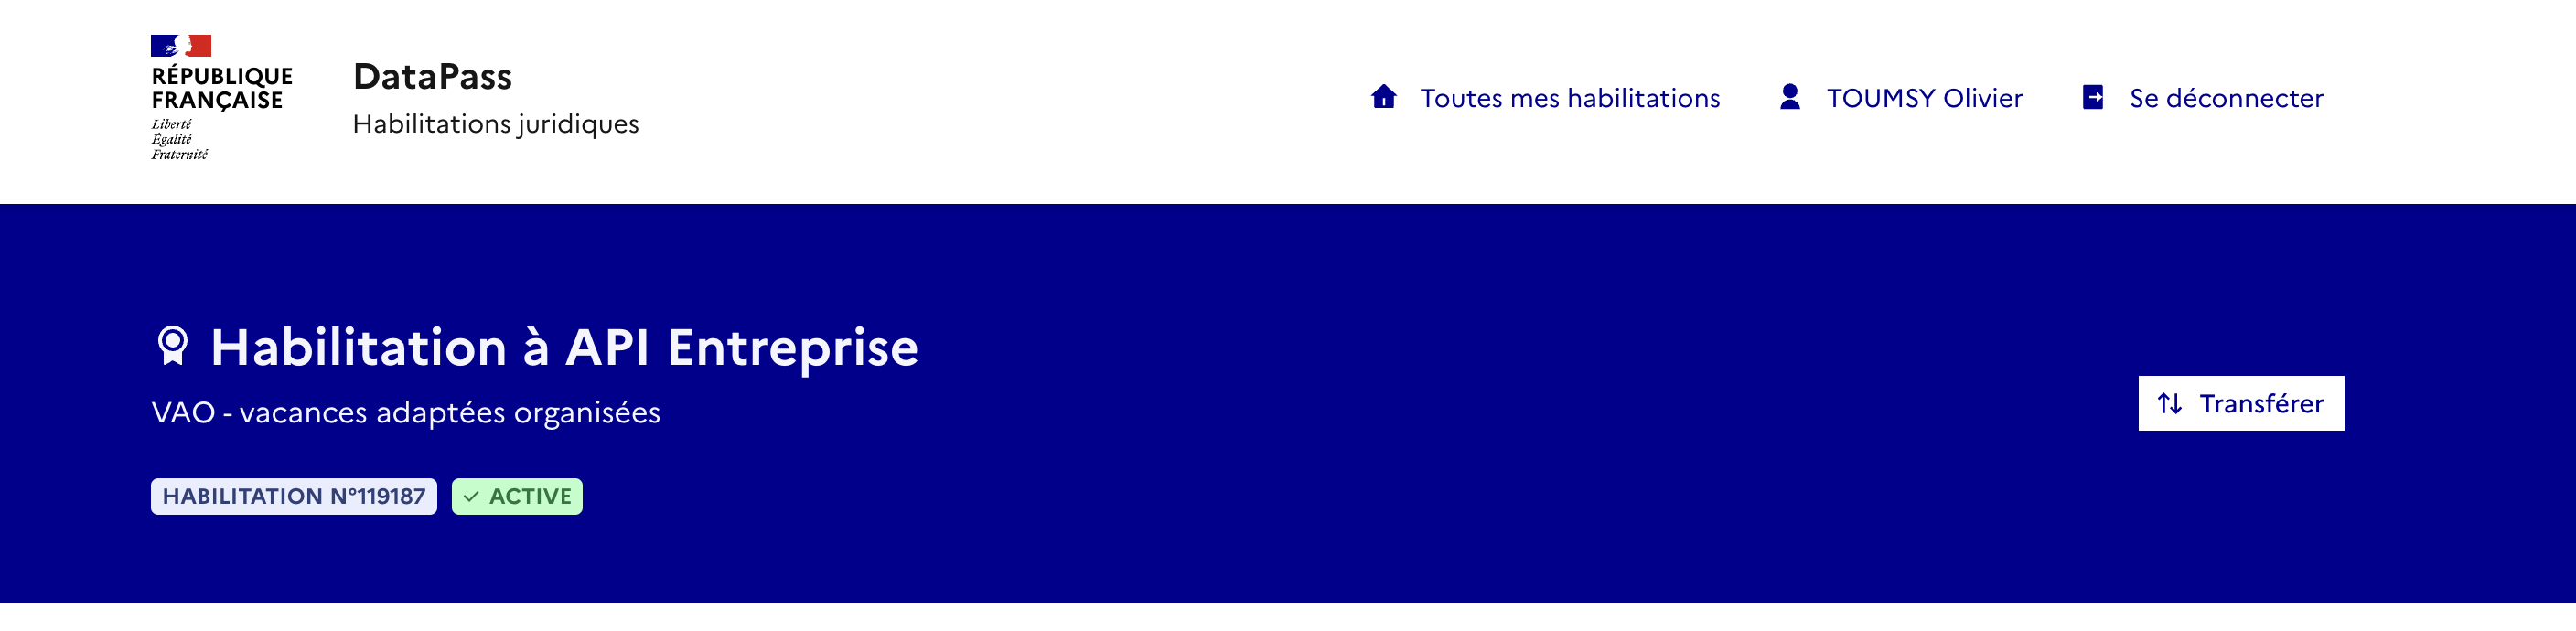 RÉPUBLIQUE
FRANÇAISE
Liberté
Égalité
Fraternité
DataPass
Habilitations juridiques
Toutes mes habilitations
TOUMSY Olivier
Se déconnecter
Habilitation à API Entreprise
VAO - vacances adaptées organisées
Transférer
HABILITATION N°119187
ACTIVE